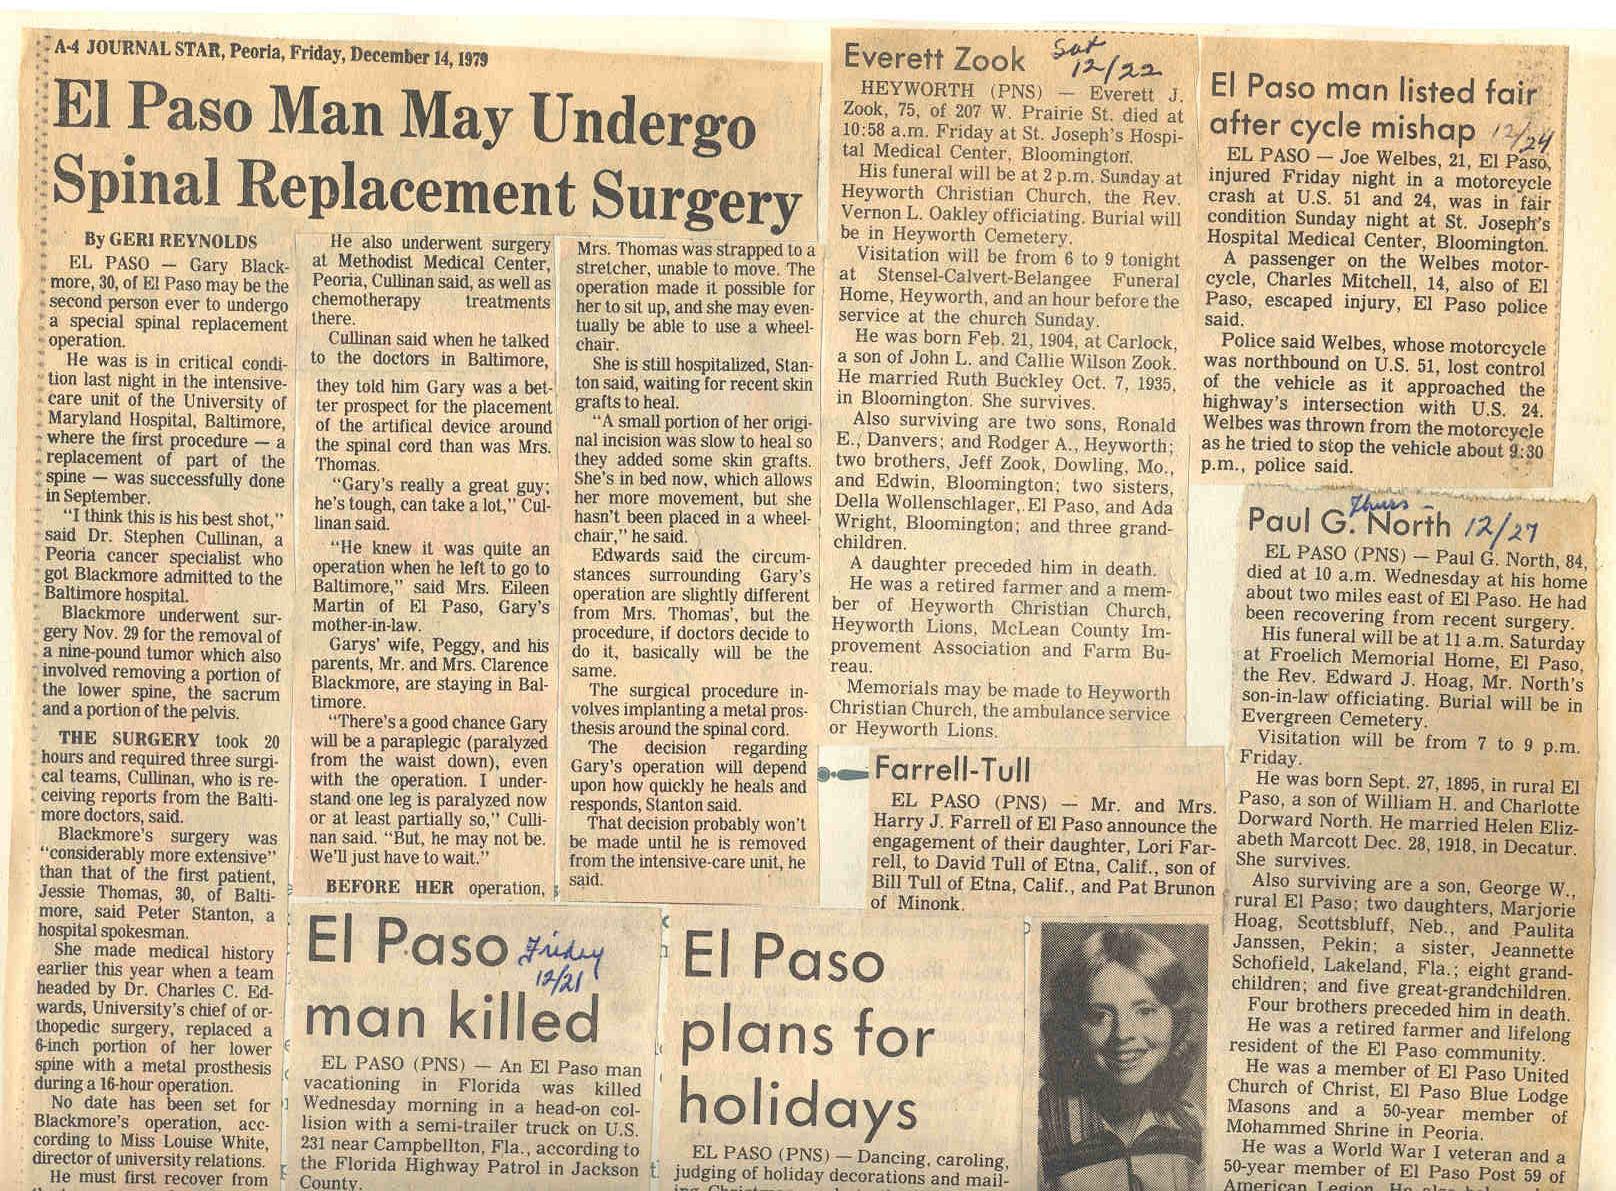 A-4 JOURNAL STAR, Peoria, Friday, December 14, 1979
El Paso Man May Undergo
Spinal Replacement Surgery
By GERI REYNOLDS
EL PASO — Gary Black-
more, 30, of El Paso may be the
second person ever to undergo
a special spinal replacement
operation.
He was is in critical condi-
tion last night in the intensive-
care unit of the University of
Maryland Hospital, Baltimore,
where the first procedure — a
replacement of part of the
spine — was successfully done
in September.
"I think this is his best shot,"
said Dr. Stephen Cullinan, a
Peoria cancer specialist who
got Blackmore admitted to the
Baltimore hospital.
Blackmore underwent sur-
gery Nov. 29 for the removal of
a nine-pound tumor which also
involved removing a portion of
the lower spine, the sacrum
and a portion of the pelvis.
THE SURGERY took 20
hours and required three surgi-
cal teams, Cullinan, who is re-
ceiving reports from the Balti-
more doctors, said.
Blackmore's surgery was
"considerably more extensive"
than that of the first patient,
Jessie Thomas, 30, of Balti-
more, said Peter Stanton, a
hospital spokesman.
She made medical history
earlier this year when a team
headed by Dr. Charles C. Ed-
wards, University's chief of or-
thopedic surgery, replaced a
6-inch portion of her lower
spine with a metal prosthesis
during a 16-hour operation.
No date has been set for
Blackmore's operation, acc-
cording to Miss Louise White,
director of university relations.
He must first recover from
He also underwent surgery
at Methodist Medical Center,
Peoria, Cullinan said, as well as
chemotherapy treatments
there.
Cullinan said when he talked
to the doctors in Baltimore,
they told him Gary was a bet-
ter prospect for the placement
of the artifical device around
the spinal cord than was Mrs.
Thomas.
"Gary's really a great guy;
he's tough, can take a lot," Cul-
linan said.
"He knew it was quite an
operation when he left to go to
Baltimore," said Mrs. Eileen
Martin of El Paso, Gary's
mother-in-law.
Garys' wife, Peggy, and his
parents, Mr. and Mrs. Clarence
Blackmore, are staying in Bal-
timore.
"There's a good chance Gary
will be a paraplegic (paralyzed
from the waist down), even
with the operation. I under-
stand one leg is paralyzed now
or at least partially so," Culli-
nan said. "But, he may not be.
We'll just have to wait."
BEFORE HER operation,
Mrs. Thomas was strapped to a
stretcher, unable to move. The
operation made it possible for
her to sit up, and she may even-
tually be able to use a wheel-
chair.
She is still hospitalized, Stan-
ton said, waiting for recent skin
grafts to heal.
"A small portion of her origi-
nal incision was slow to heal so
they added some skin grafts.
She's in bed now, which allows
her more movement, but she
hasn't been placed in a wheel-
chair," he said.
Edwards said the circum-
stances surrounding Gary's
operation are slightly different
from Mrs. Thomas', but the
procedure, if doctors decide to
do it, basically will be the
same.
The surgical procedure in-
volves implanting a metal pros-
thesis around the spinal cord.
The decision regarding
Gary's operation will depend
upon how quickly he heals and
responds, Stanton said.
That decision probably won't
be made until he is removed
from the intensive-care unit, he
said.
El Paso Friday
12/21
man killed
EL PASO (PNS) — An El Paso man
vacationing in Florida was killed
Wednesday morning in a head-on col-
lision with a semi-trailer truck on U.S.
231 near Campbellton, Fla., according to
the Florida Highway Patrol in Jackson
County.
El Paso
plans for
holidays
EL PASO (PNS) — Dancing, caroling,
judging of holiday decorations and mail-
Everett Zook Sat
12/22
HEYWORTH (PNS) — Everett J.
Zook, 75, of 207 W. Prairie St. died at
10:58 a.m. Friday at St. Joseph's Hospi-
tal Medical Center, Bloomington.
His funeral will be at 2 p.m. Sunday at
Heyworth Christian Church, the Rev.
Vernon L. Oakley officiating. Burial will
be in Heyworth Cemetery.
Visitation will be from 6 to 9 tonight
at Stensel-Calvert-Belangee Funeral
Home, Heyworth, and an hour before the
service at the church Sunday.
He was born Feb. 21, 1904, at Carlock,
a son of John L. and Callie Wilson Zook.
He married Ruth Buckley Oct. 7, 1935,
in Bloomington. She survives.
Also surviving are two sons, Ronald
E., Danvers; and Rodger A., Heyworth;
two brothers, Jeff Zook, Dowling, Mo.,
and Edwin, Bloomington; two sisters,
Della Wollenschlager, El Paso, and Ada
Wright, Bloomington; and three grand-
children.
A daughter preceded him in death.
He was a retired farmer and a mem-
ber of Heyworth Christian Church,
Heyworth Lions, McLean County Im-
provement Association and Farm Bu-
reau.
Memorials may be made to Heyworth
Christian Church, the ambulance service
or Heyworth Lions.
Farrell-Tull
EL PASO (PNS) — Mr. and Mrs.
Harry J. Farrell of El Paso announce the
engagement of their daughter, Lori Far-
rell, to David Tull of Etna, Calif., son of
Bill Tull of Etna, Calif., and Pat Brunon
of Minonk.
El Paso man listed fair
after cycle mishap 12/24
EL PASO — Joe Welbes, 21, El Paso,
injured Friday night in a motorcycle
crash at U.S. 51 and 24, was in fair
condition Sunday night at St. Joseph's
Hospital Medical Center, Bloomington.
A passenger on the Welbes motor-
cycle, Charles Mitchell, 14, also of El
Paso, escaped injury, El Paso police
said.
Police said Welbes, whose motorcycle
was northbound on U.S. 51, lost control
of the vehicle as it approached the
highway's intersection with U.S. 24.
Welbes was thrown from the motorcycle
as he tried to stop the vehicle about 9:30
p.m., police said.
Thurs-
Paul G. North 12/27
EL PASO (PNS) — Paul G. North, 84,
died at 10 a.m. Wednesday at his home
about two miles east of El Paso. He had
been recovering from recent surgery.
His funeral will be at 11 a.m. Saturday
at Froelich Memorial Home, El Paso,
the Rev. Edward J. Hoag, Mr. North's
son-in-law officiating. Burial will be in
Evergreen Cemetery.
Visitation will be from 7 to 9 p.m.
Friday.
He was born Sept. 27, 1895, in rural El
Paso, a son of William H. and Charlotte
Dorward North. He married Helen Eliz-
abeth Marcott Dec. 28, 1918, in Decatur.
She survives.
Also surviving are a son, George W.,
rural El Paso; two daughters, Marjorie
Hoag, Scottsbluff, Neb., and Paulita
Janssen, Pekin; a sister, Jeannette
Schofield, Lakeland, Fla.; eight grand-
children; and five great-grandchildren.
Four brothers preceded him in death.
He was a retired farmer and lifelong
resident of the El Paso community.
He was a member of El Paso United
Church of Christ, El Paso Blue Lodge
Masons and a 50-year member of
Mohammed Shrine in Peoria.
He was a World War I veteran and a
50-year member of El Paso Post 59 of
American Legion. He also